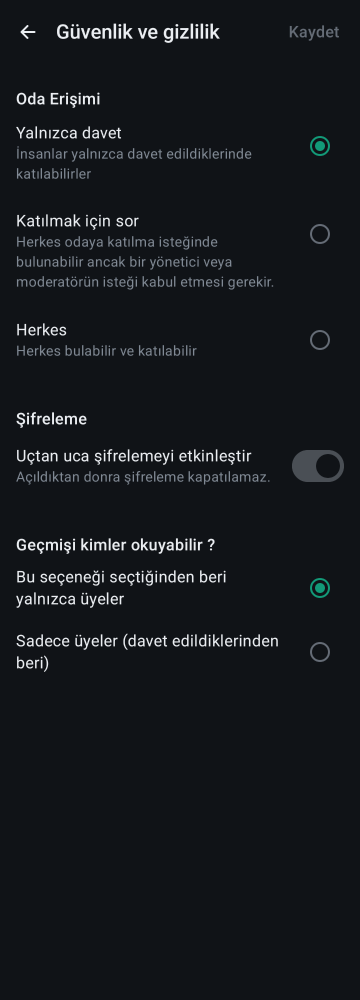 Güvenlik ve gizlilik
Kaydet
Oda Erişimi
Yalnızca davet
İnsanlar yalnızca davet edildiklerinde
katılabilirler
Katılmak için sor
Herkes odaya katılma isteğinde
bulunabilir ancak bir yönetici veya
moderatörün isteği kabul etmesi gerekir.
Herkes
Herkes bulabilir ve katılabilir
Şifreleme
Uçtan uca şifrelemeyi etkinleştir
Açıldıktan donra şifreleme kapatılamaz.
Geçmişi kimler okuyabilir ?
Bu seçeneği seçtiğinden beri
yalnızca üyeler
Sadece üyeler (davet edildiklerinden
beri)